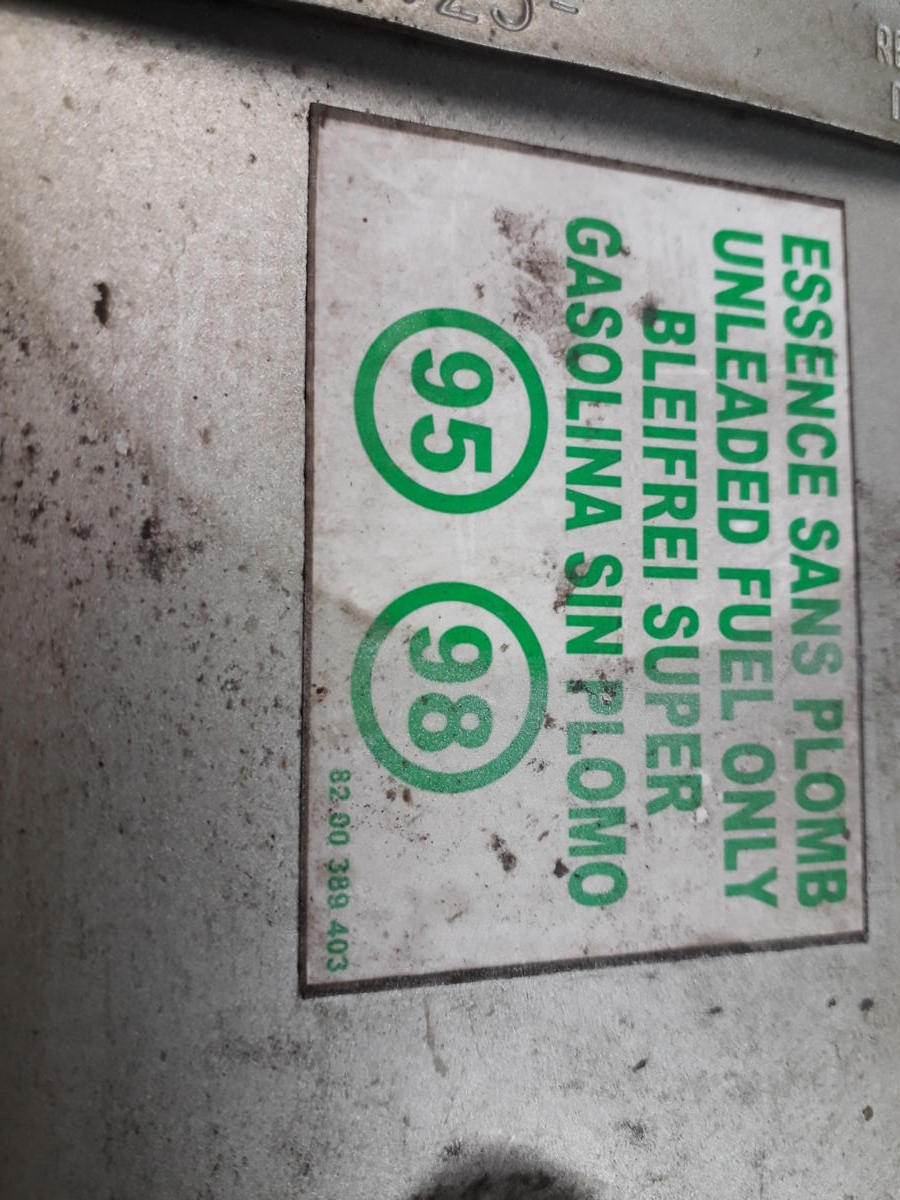 ESSENCE SANS PLOMB
UNLEADED FUEL ONLY
BLEIFREI SUPER
GASOLINA SIN PLOMO
95 98
82 00 389 403